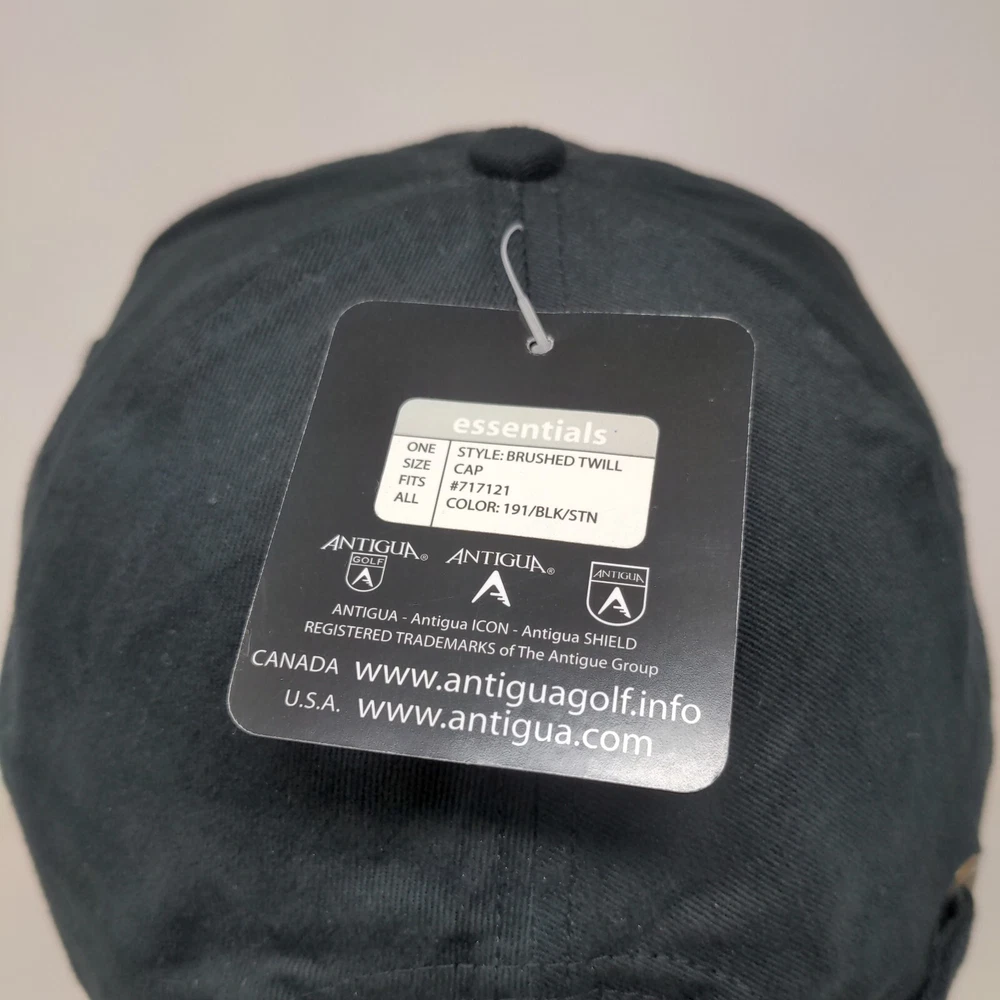 essentials
ONE
SIZE
FITS
ALL
STYLE: BRUSHED TWILL
CAP
#717121
COLOR: 191/BLK/STN
ANTIGUA®
GOLF
ANTIGUA®
ANTIGUA
ANTIGUA - Antigua ICON - Antigua SHIELD
REGISTERED TRADEMARKS of The Antigue Group
CANADA www.antiguagolf.info
U.S.A. www.antigua.com